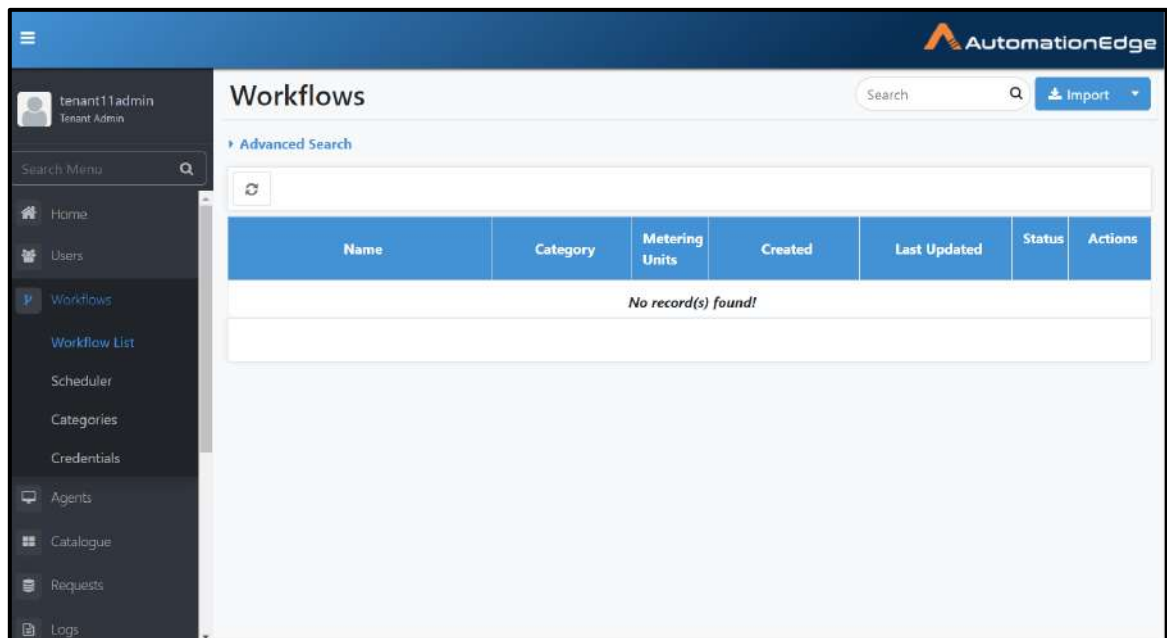 AutomationEdge
tenant11admin
Tenant Admin
Search Menu
Home
Users
Workflows
Workflow List
Scheduler
Categories
Credentials
Agents
Catalogue
Requests
Logs
Workflows
Search
Import
Advanced Search
Name Category Metering Units Created Last Updated Status Actions
No record(s) found!